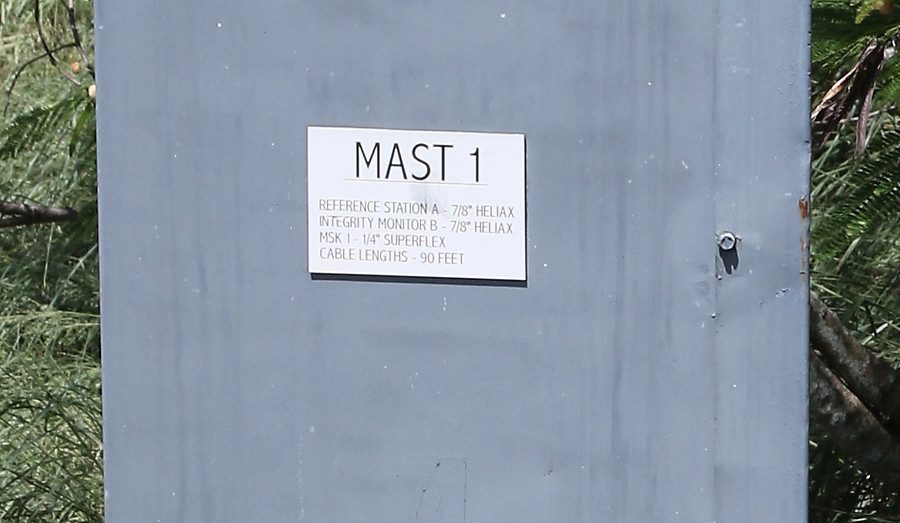 MAST 1
REFERENCE STATION A - 7/8" HELIAX
INTEGRITY MONITOR B - 7/8" HELIAX
MSK 1 - 1/4" SUPERFLEX
CABLE LENGTHS - 90 FEET